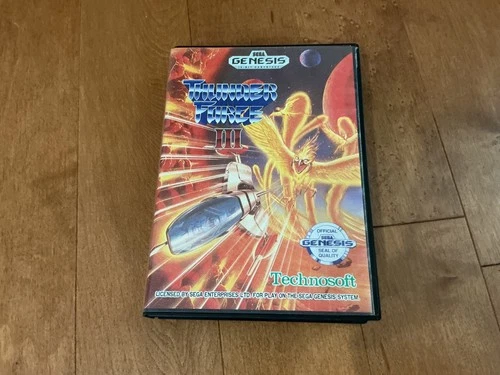 SEGA
GENESIS
THUNDER
FORCE
III
OFFICIAL
SEGA
GENESIS
SEAL OF
QUALITY
Technosoft
LICENSED BY SEGA ENTERPRISES LTD. FOR PLAY ON THE SEGA GENESIS SYSTEM.